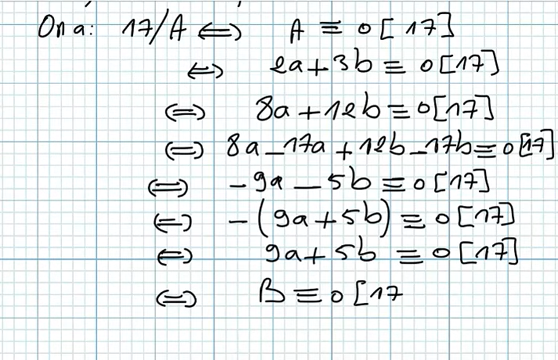 On a: 17/A ⇔ A ≡ 0[17]
⇔ 2a+3b ≡ 0[17]
⇔ 8a+12b ≡ 0[17]
⇔ 8a-17a+12b-17b ≡ 0[17]
⇔ -9a-5b ≡ 0[17]
⇔ -(9a+5b) ≡ 0[17]
⇔ 9a+5b ≡ 0[17]
⇔ B ≡ 0[17